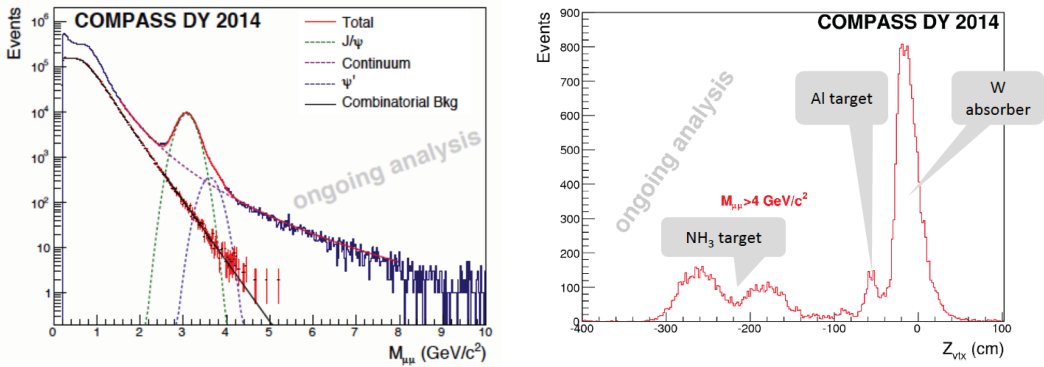 COMPASS DY 2014
Events
10⁶
10⁵
10⁴
10³
10²
10
1
Total
J/ψ
Continuum
ψ'
Combinatorial Bkg
ongoing analysis
0 1 2 3 4 5 6 7 8 9 10
M_μμ (GeV/c²)
COMPASS DY 2014
Events
900
800
700
600
500
400
300
200
100
0
ongoing analysis
Al target
W
absorber
M_μμ>4 GeV/c²
NH₃ target
-400 -300 -200 -100 0 100
Z_vtx (cm)